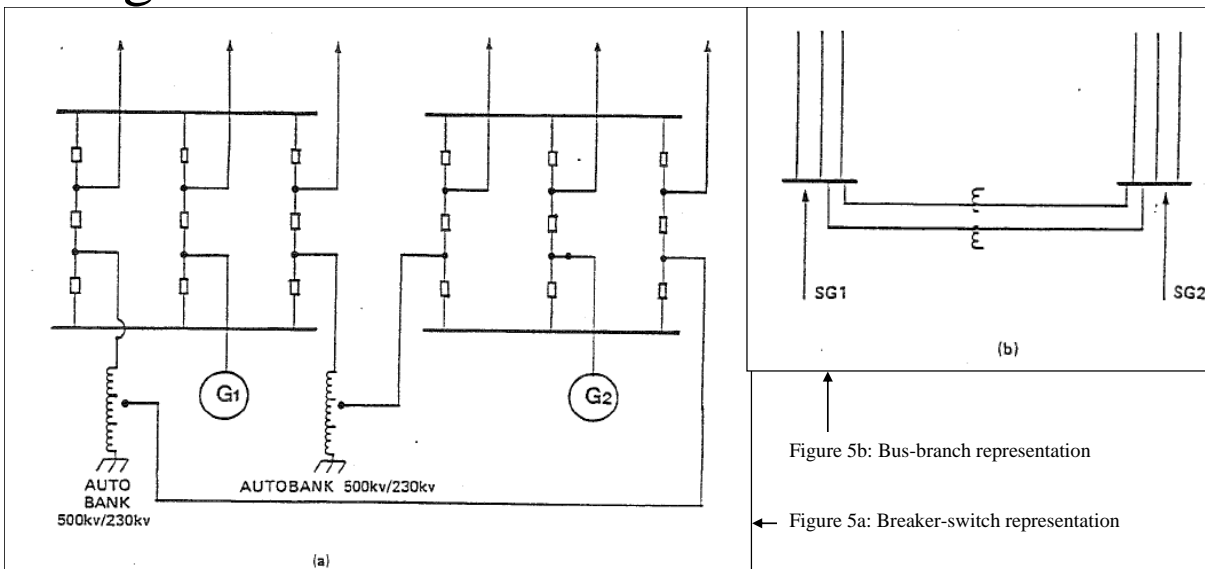 G1
G2
AUTO
BANK
500kv/230kv
AUTOBANK 500kv/230kv
(a)
SG1
SG2
(b)
Figure 5b: Bus-branch representation
Figure 5a: Breaker-switch representation